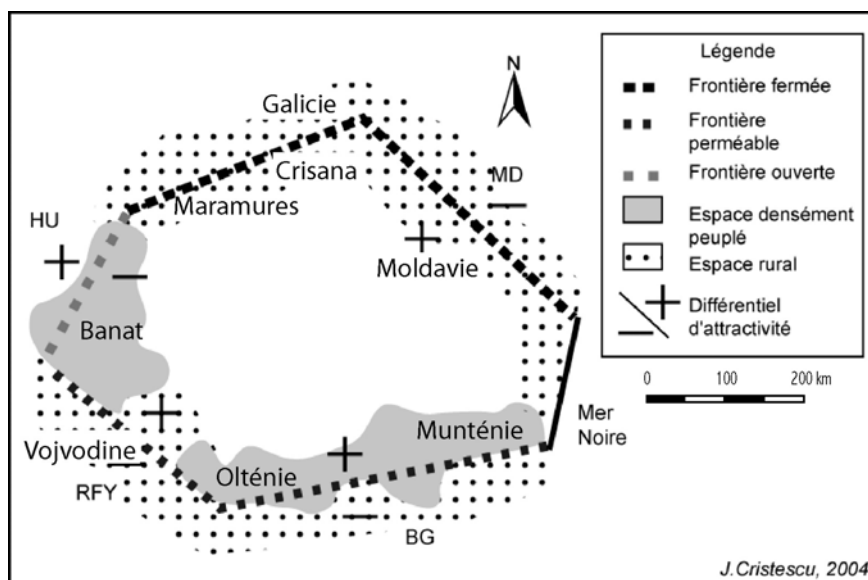 Galicie
N
Crisana
MD
Maramures
HU
Moldavie
Banat
Munténie
Mer
Noire
Vojvodine
Olténie
RFY
BG
Légende
Frontière fermée
Frontière
perméable
Frontière ouverte
Espace densément
peuplé
Espace rural
Différentiel
d'attractivité
0 100 200 km
J.Cristescu, 2004